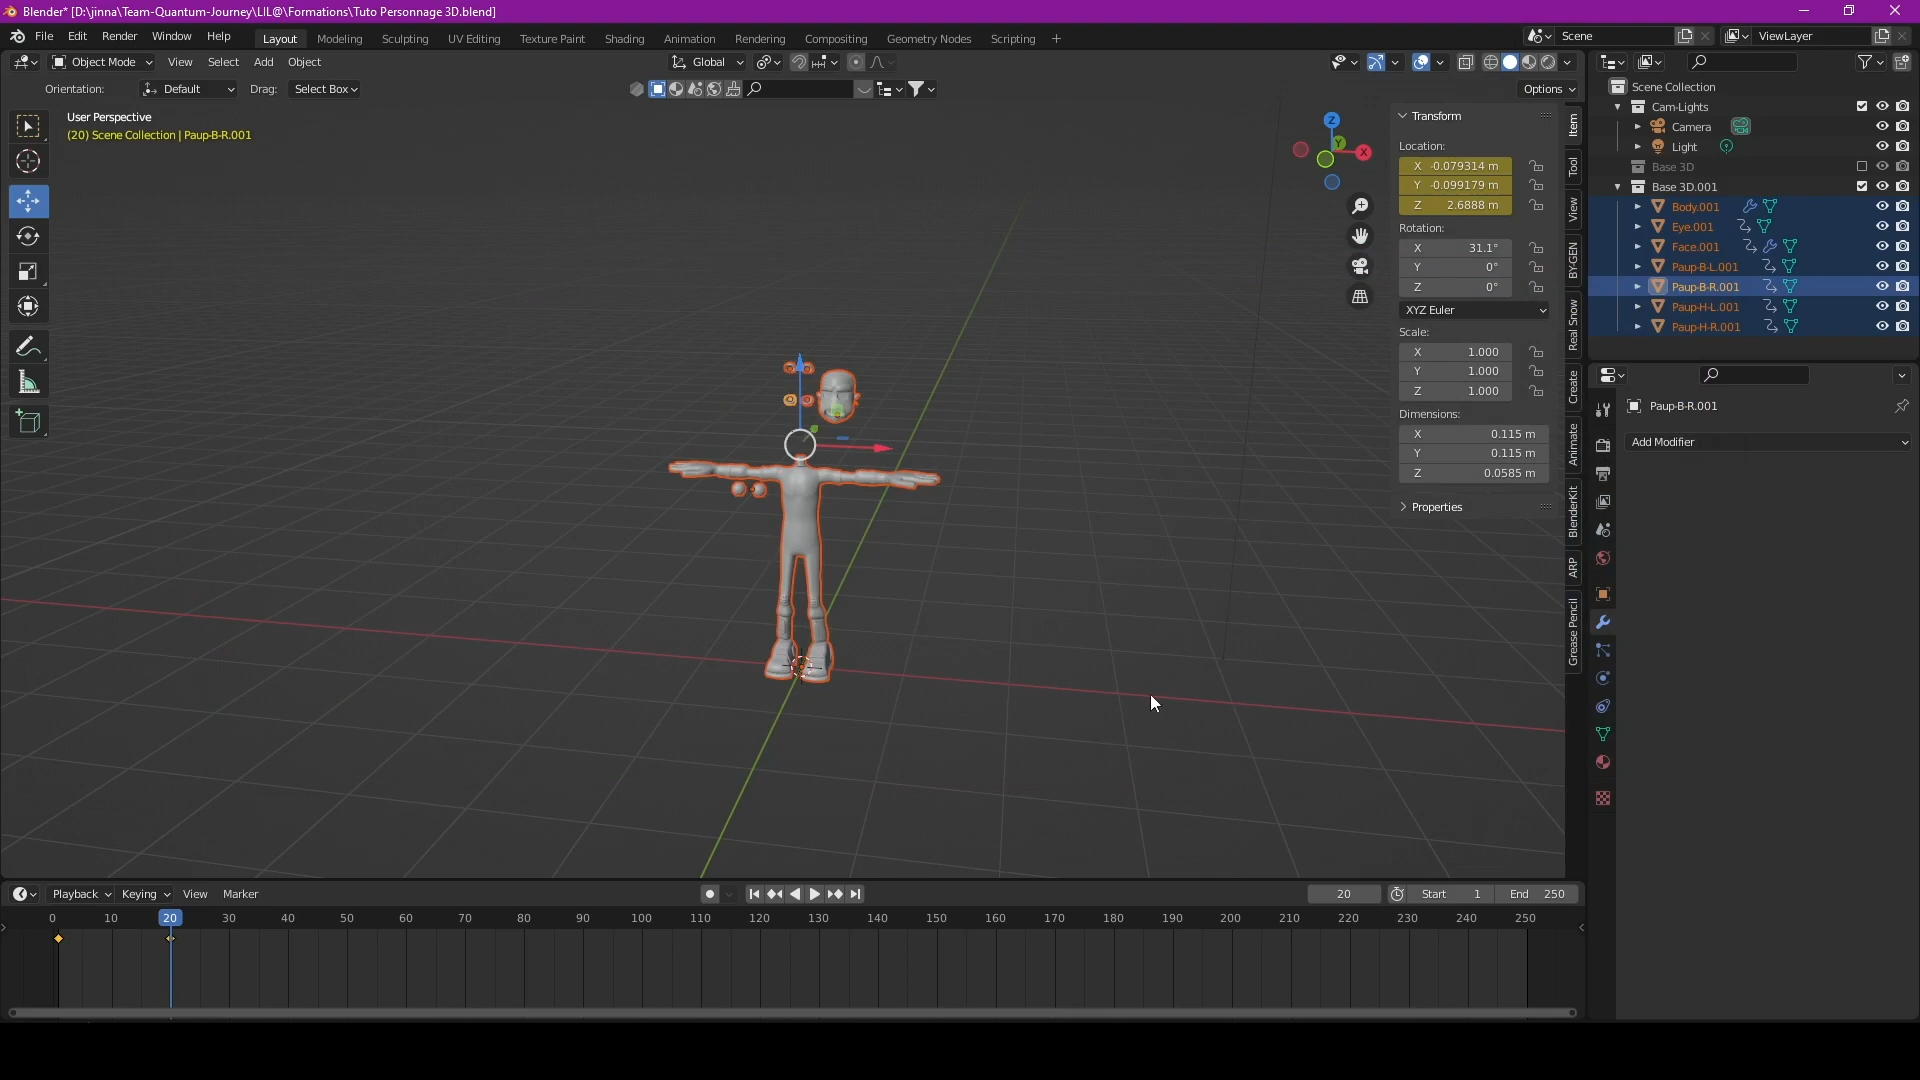 Blender* [D:\jinna\Team-Quantum-Journey\LIL@\Formations\Tuto Personnage 3D.blend]
File Edit Render Window Help Layout Modeling Sculpting UV Editing Texture Paint Shading Animation Rendering Compositing Geometry Nodes Scripting + Scene ViewLayer
Object Mode View Select Add Object Global
Orientation: Default Drag: Select Box Options
User Perspective
(20) Scene Collection | Paup-B-R.001
Z
Y
X
Transform
Location:
X -0.079314 m
Y -0.099179 m
Z 2.6888 m
Rotation:
X 31.1°
Y 0°
Z 0°
XYZ Euler
Scale:
X 1.000
Y 1.000
Z 1.000
Dimensions:
X 0.115 m
Y 0.115 m
Z 0.0585 m
Properties
Item
Tool
View
BY-GEN
Real Snow
Create
Animate
BlenderKit
ARP
Grease Pencil
Scene Collection
Cam-Lights
Camera
Light
Base 3D
Base 3D.001
Body.001
Eye.001
Face.001
Paup-B-L.001
Paup-B-R.001
Paup-H-L.001
Paup-H-R.001
Paup-B-R.001
Add Modifier
Playback Keying View Marker 20 Start 1 End 250
0 10 20 30 40 50 60 70 80 90 100 110 120 130 140 150 160 170 180 190 200 210 220 230 240 250